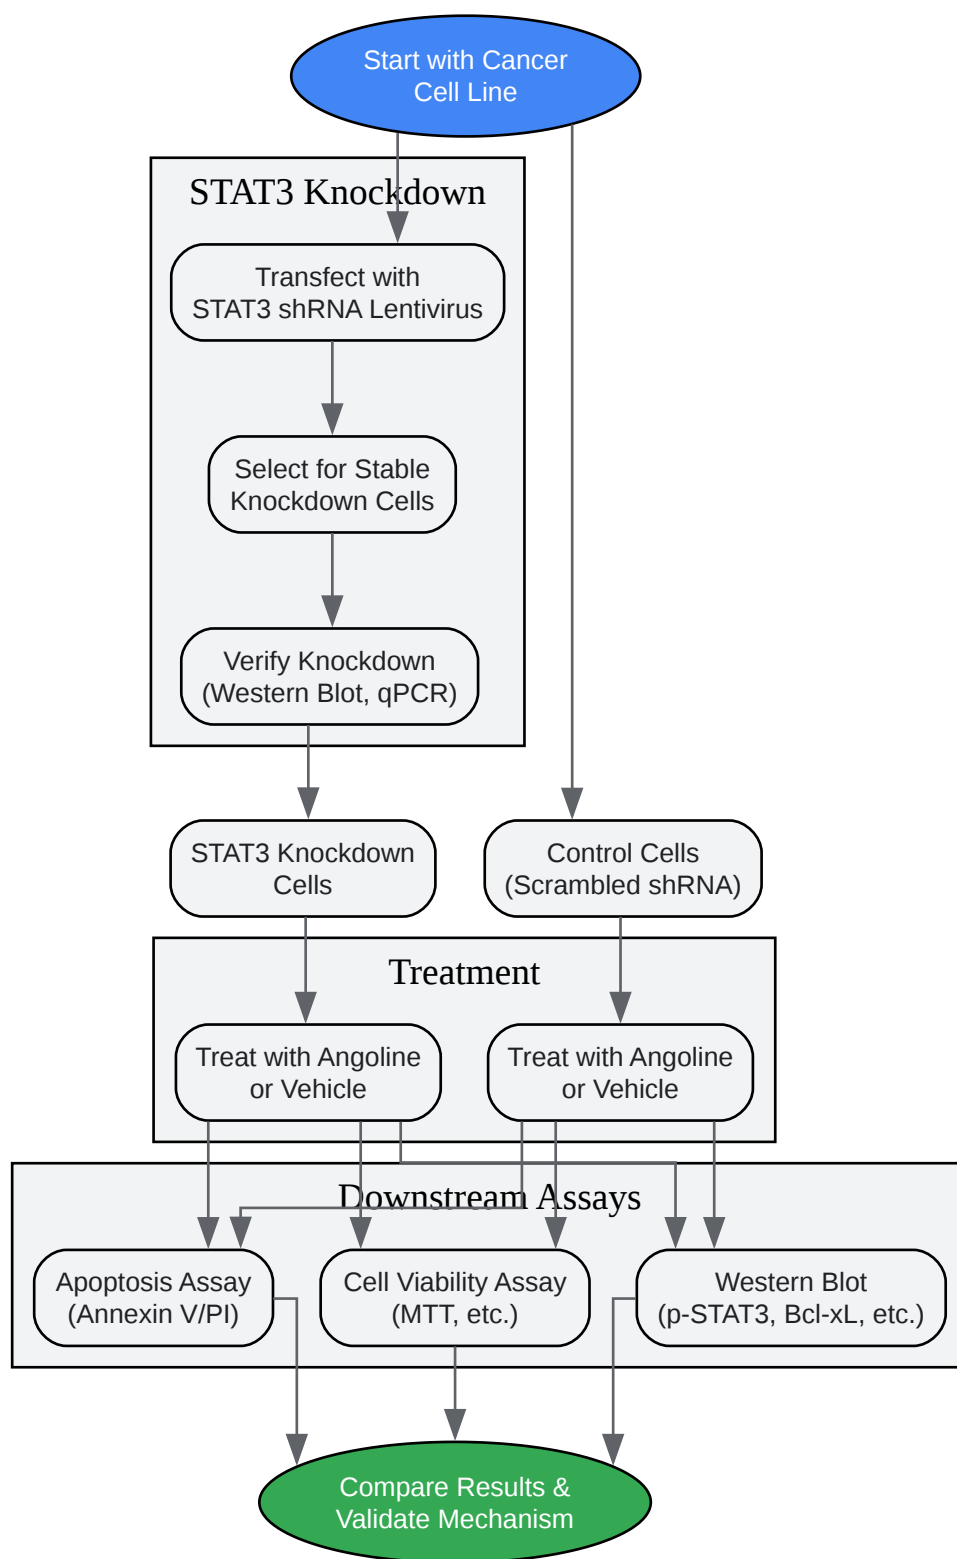 Start with Cancer
Cell Line
STAT3 Knockdown
Transfect with
STAT3 shRNA Lentivirus
Select for Stable
Knockdown Cells
Verify Knockdown
(Western Blot, qPCR)
STAT3 Knockdown
Cells
Control Cells
(Scrambled shRNA)
Treatment
Treat with Angoline
or Vehicle
Treat with Angoline
or Vehicle
Downstream Assays
Apoptosis Assay
(Annexin V/PI)
Cell Viability Assay
(MTT, etc.)
Western Blot
(p-STAT3, Bcl-xL, etc.)
Compare Results &
Validate Mechanism